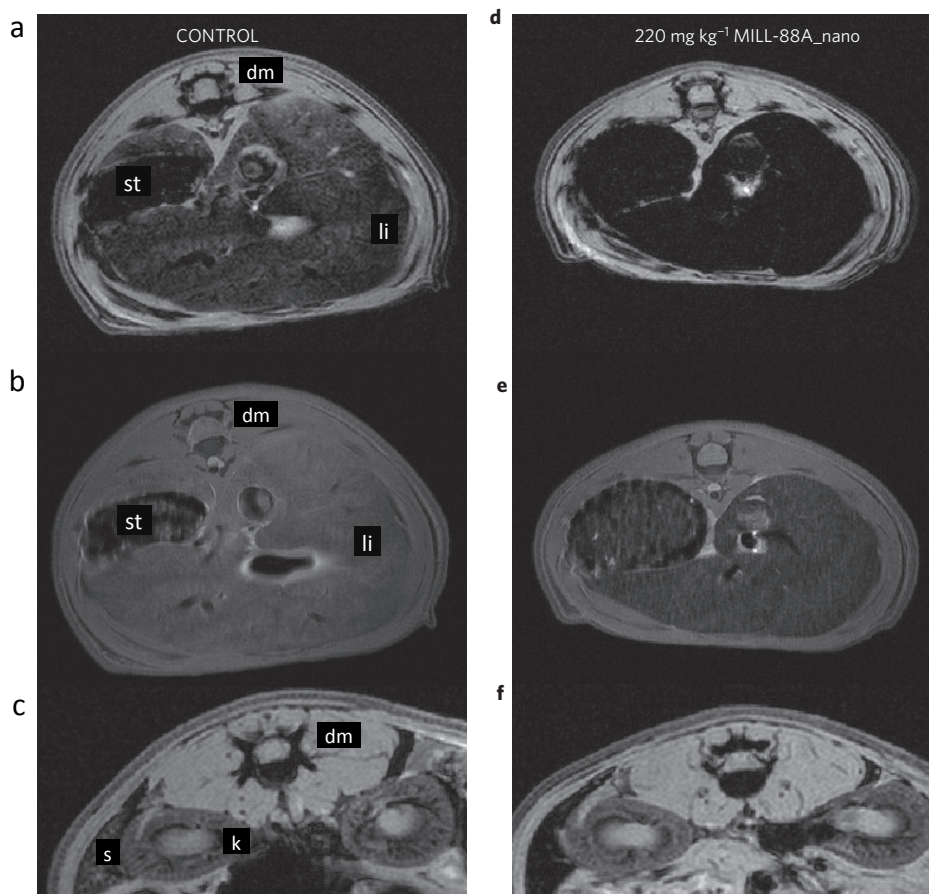 a
CONTROL
dm
st
li
b
dm
st
li
c
dm
s
k
d
220 mg kg⁻¹ MILL-88A_nano
e
f